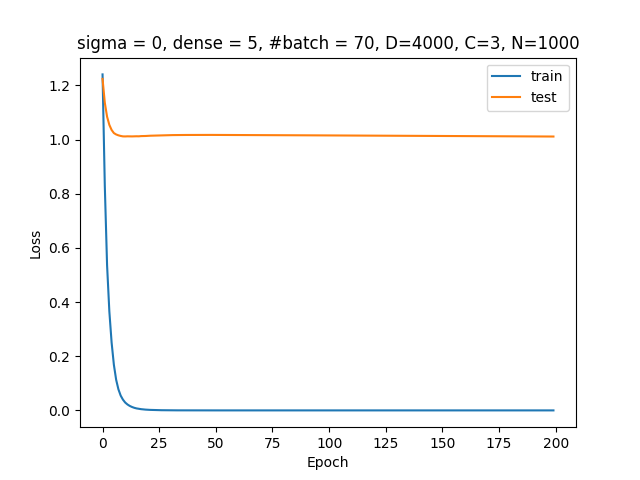 sigma = 0, dense = 5, #batch = 70, D=4000, C=3, N=1000
train
test
1.2
1.0
0.8
0.6
0.4
0.2
0.0
Loss
0 25 50 75 100 125 150 175 200
Epoch